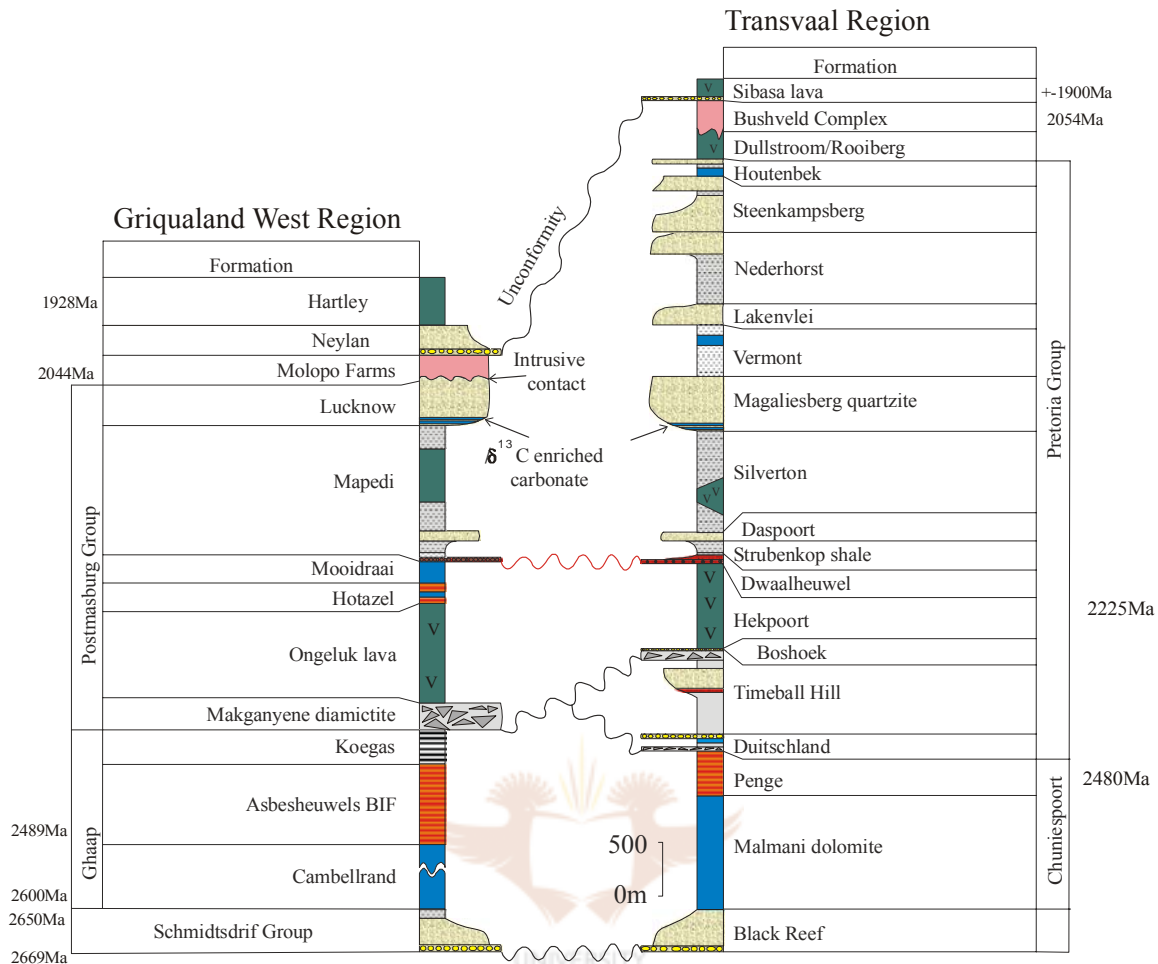 Transvaal Region
Formation
Sibasa lava
+-1900Ma
Bushveld Complex
2054Ma
Dullstroom/Rooiberg
Houtenbek
Steenkampsberg
Nederhorst
Lakenvlei
Vermont
Magaliesberg quartzite
Silverton
Daspoort
Strubenkop shale
Dwaalheuwel
Hekpoort
2225Ma
Boshoek
Timeball Hill
Duitschland
Penge
2480Ma
Malmani dolomite
Black Reef
Pretoria Group
Chuniespoort
Griqualand West Region
Formation
1928Ma
Hartley
Neylan
2044Ma
Molopo Farms
Lucknow
Mapedi
Mooidraai
Hotazel
Ongeluk lava
Makganyene diamictite
Koegas
Asbesheuwels BIF
2489Ma
Cambellrand
2600Ma
2650Ma
Schmidtsdrif Group
2669Ma
Postmasburg Group
Ghaap
Unconformity
Intrusive
contact
δ¹³C enriched
carbonate
500
0m
V
V
V V
V
V
V
V
V